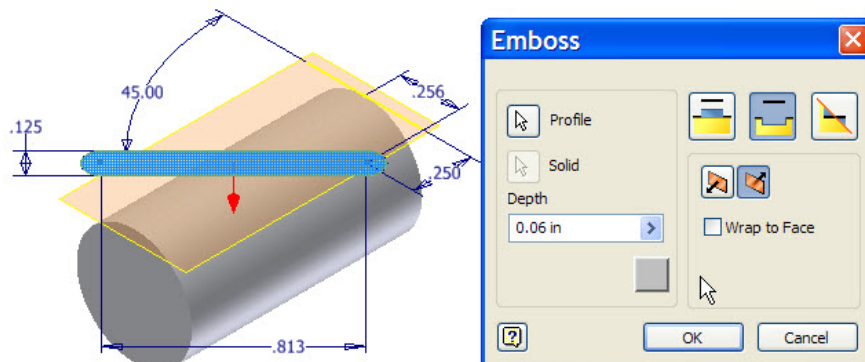 45.00
.256
.125
.250
.813
Emboss
Profile
Solid
Depth
0.06 in
Wrap to Face
OK
Cancel